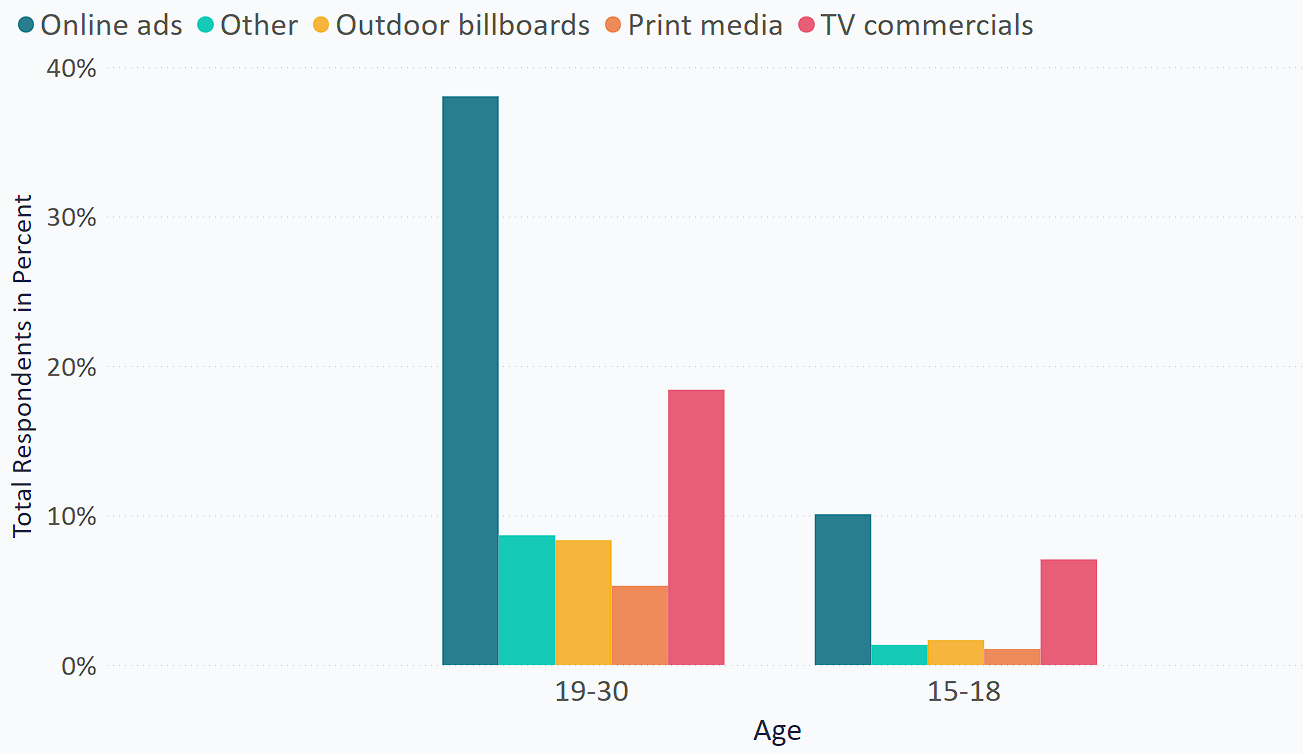 Online ads Other Outdoor billboards Print media TV commercials
40%
30%
20%
10%
0%
Total Respondents in Percent
19-30 15-18
Age